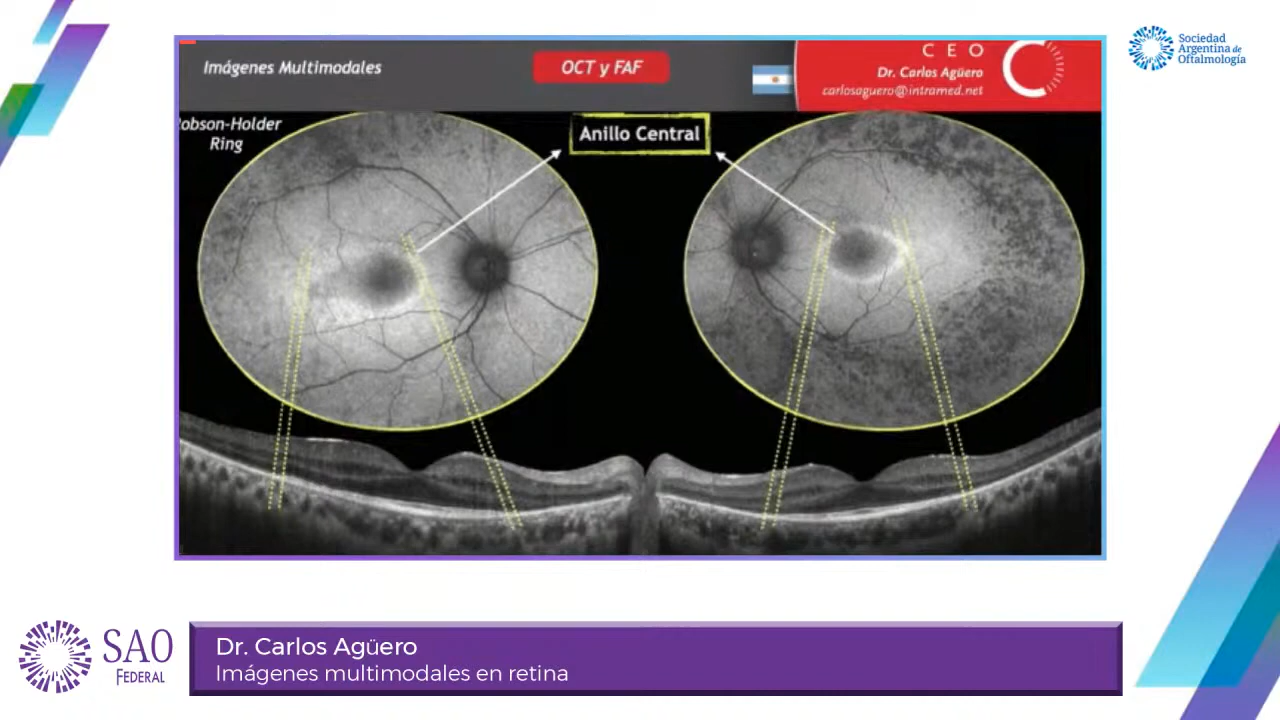 Imágenes Multimodales
OCT y FAF
CEO
Dr. Carlos Agüero
carlosaguero@intramed.net
Sociedad
Argentina de
Oftalmología
obson-Holder
Ring
Anillo Central
SAO
FEDERAL
Dr. Carlos Agüero
Imágenes multimodales en retina